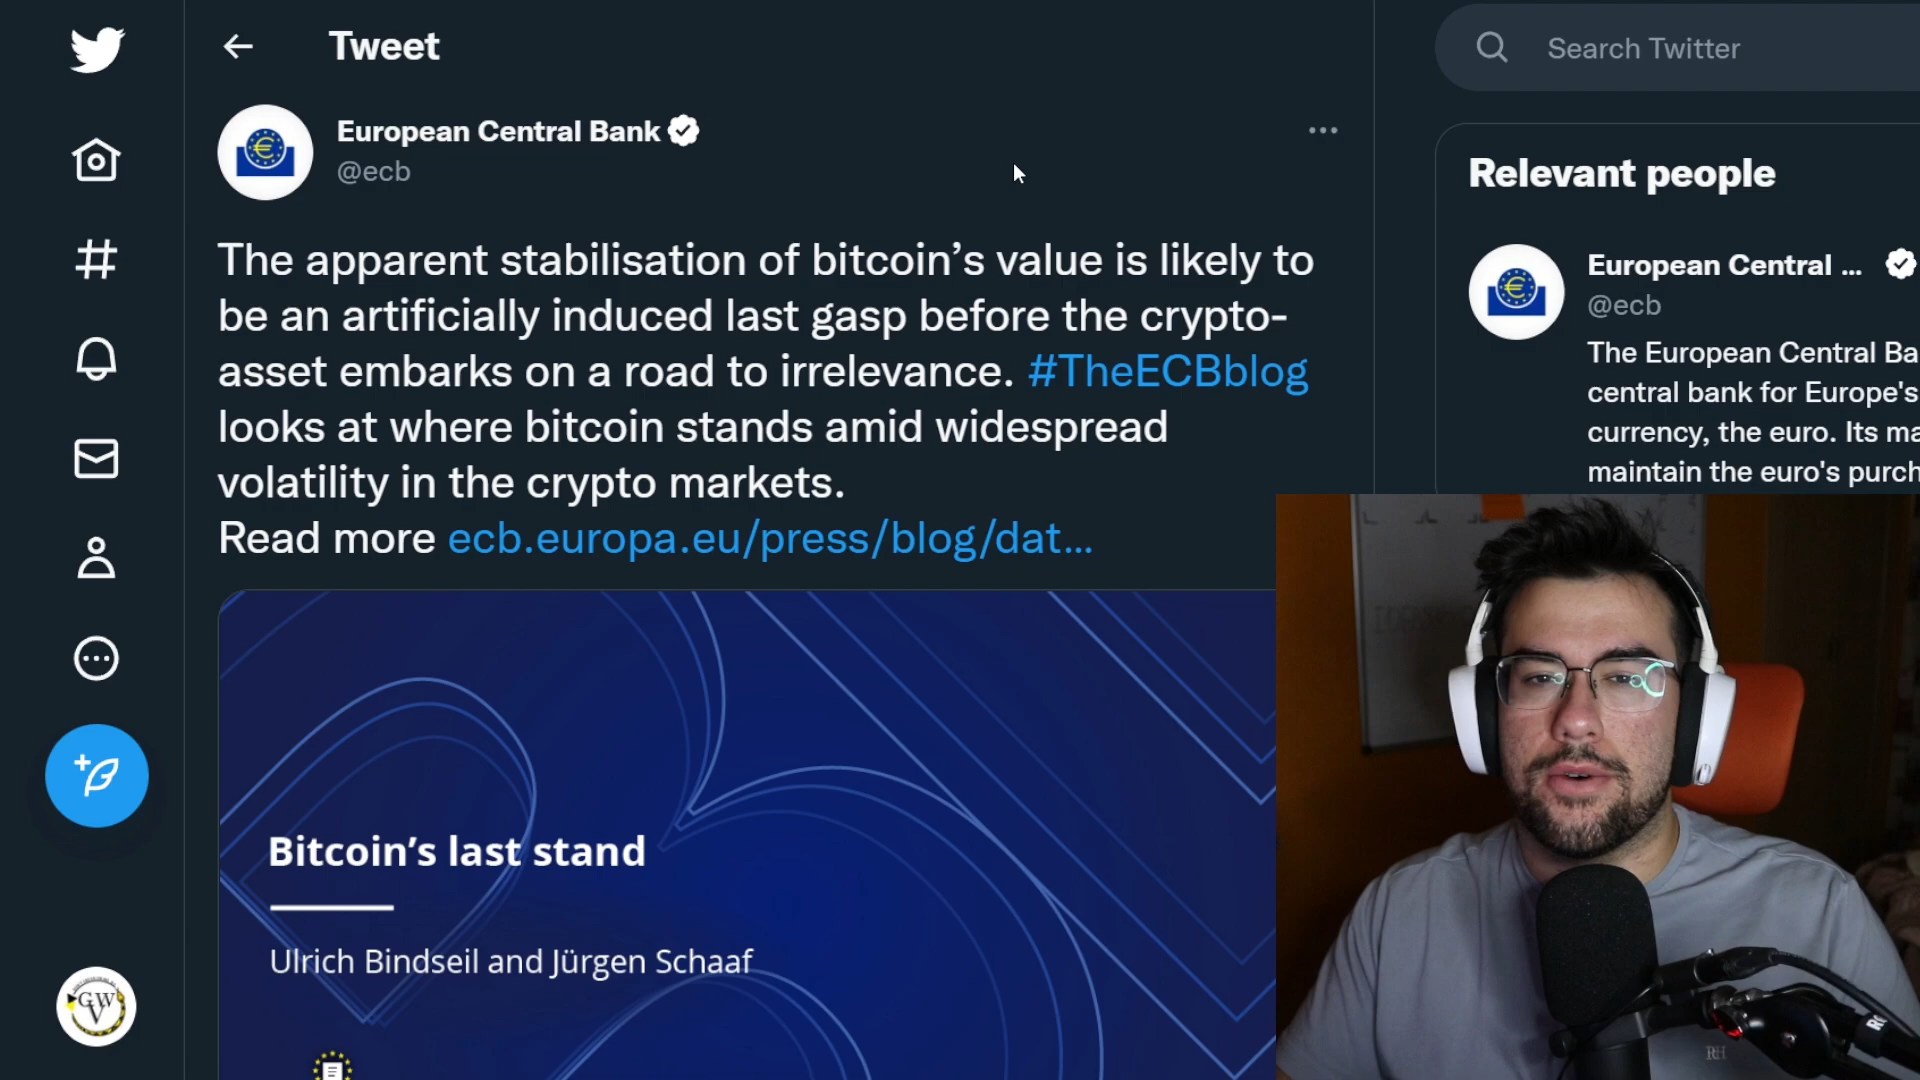 Tweet
Search Twitter
European Central Bank
@ecb
Relevant people
The apparent stabilisation of bitcoin’s value is likely to
be an artificially induced last gasp before the crypto-
asset embarks on a road to irrelevance. #TheECBblog
looks at where bitcoin stands amid widespread
volatility in the crypto markets.
Read more ecb.europa.eu/press/blog/dat…
European Central ...
@ecb
The European Central Ba
central bank for Europe's
currency, the euro. Its ma
maintain the euro's purch
Bitcoin’s last stand
Ulrich Bindseil and Jürgen Schaaf
GW
V
RH